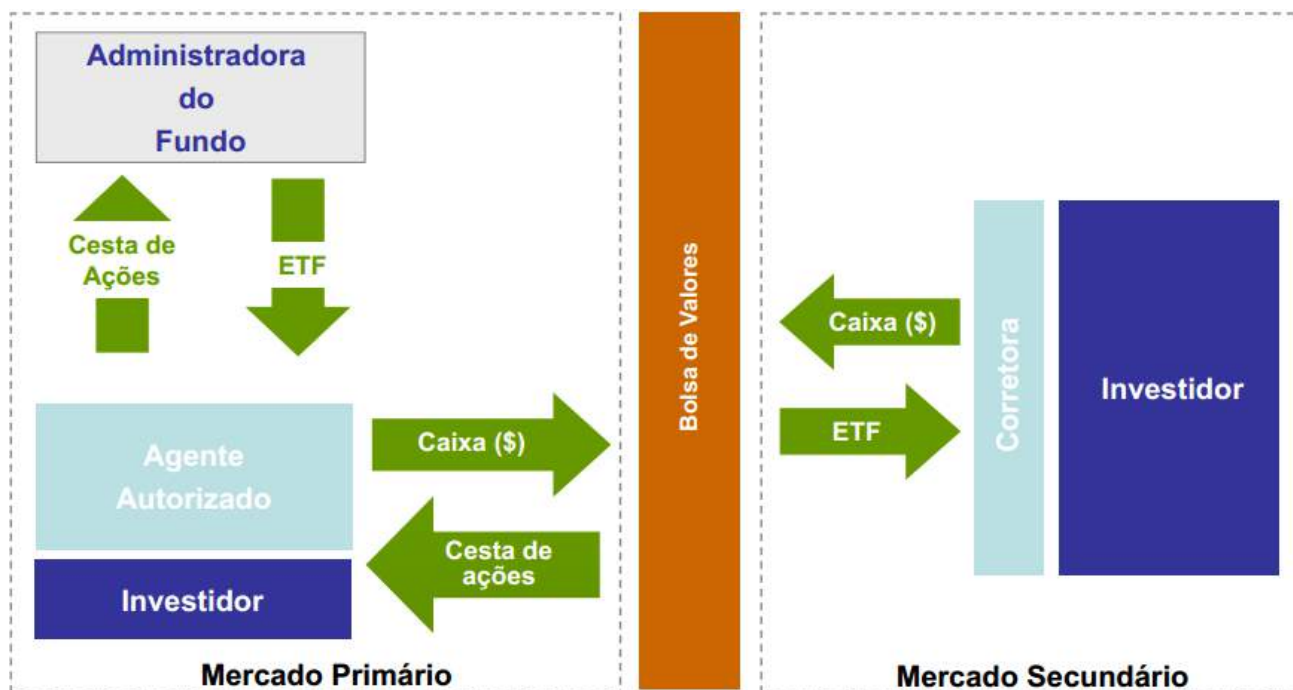 Administradora
do
Fundo
Cesta de
Ações
ETF
Agente
Autorizado
Investidor
Caixa ($)
Cesta de
ações
Mercado Primário
Bolsa de Valores
Caixa ($)
ETF
Corretora
Investidor
Mercado Secundário